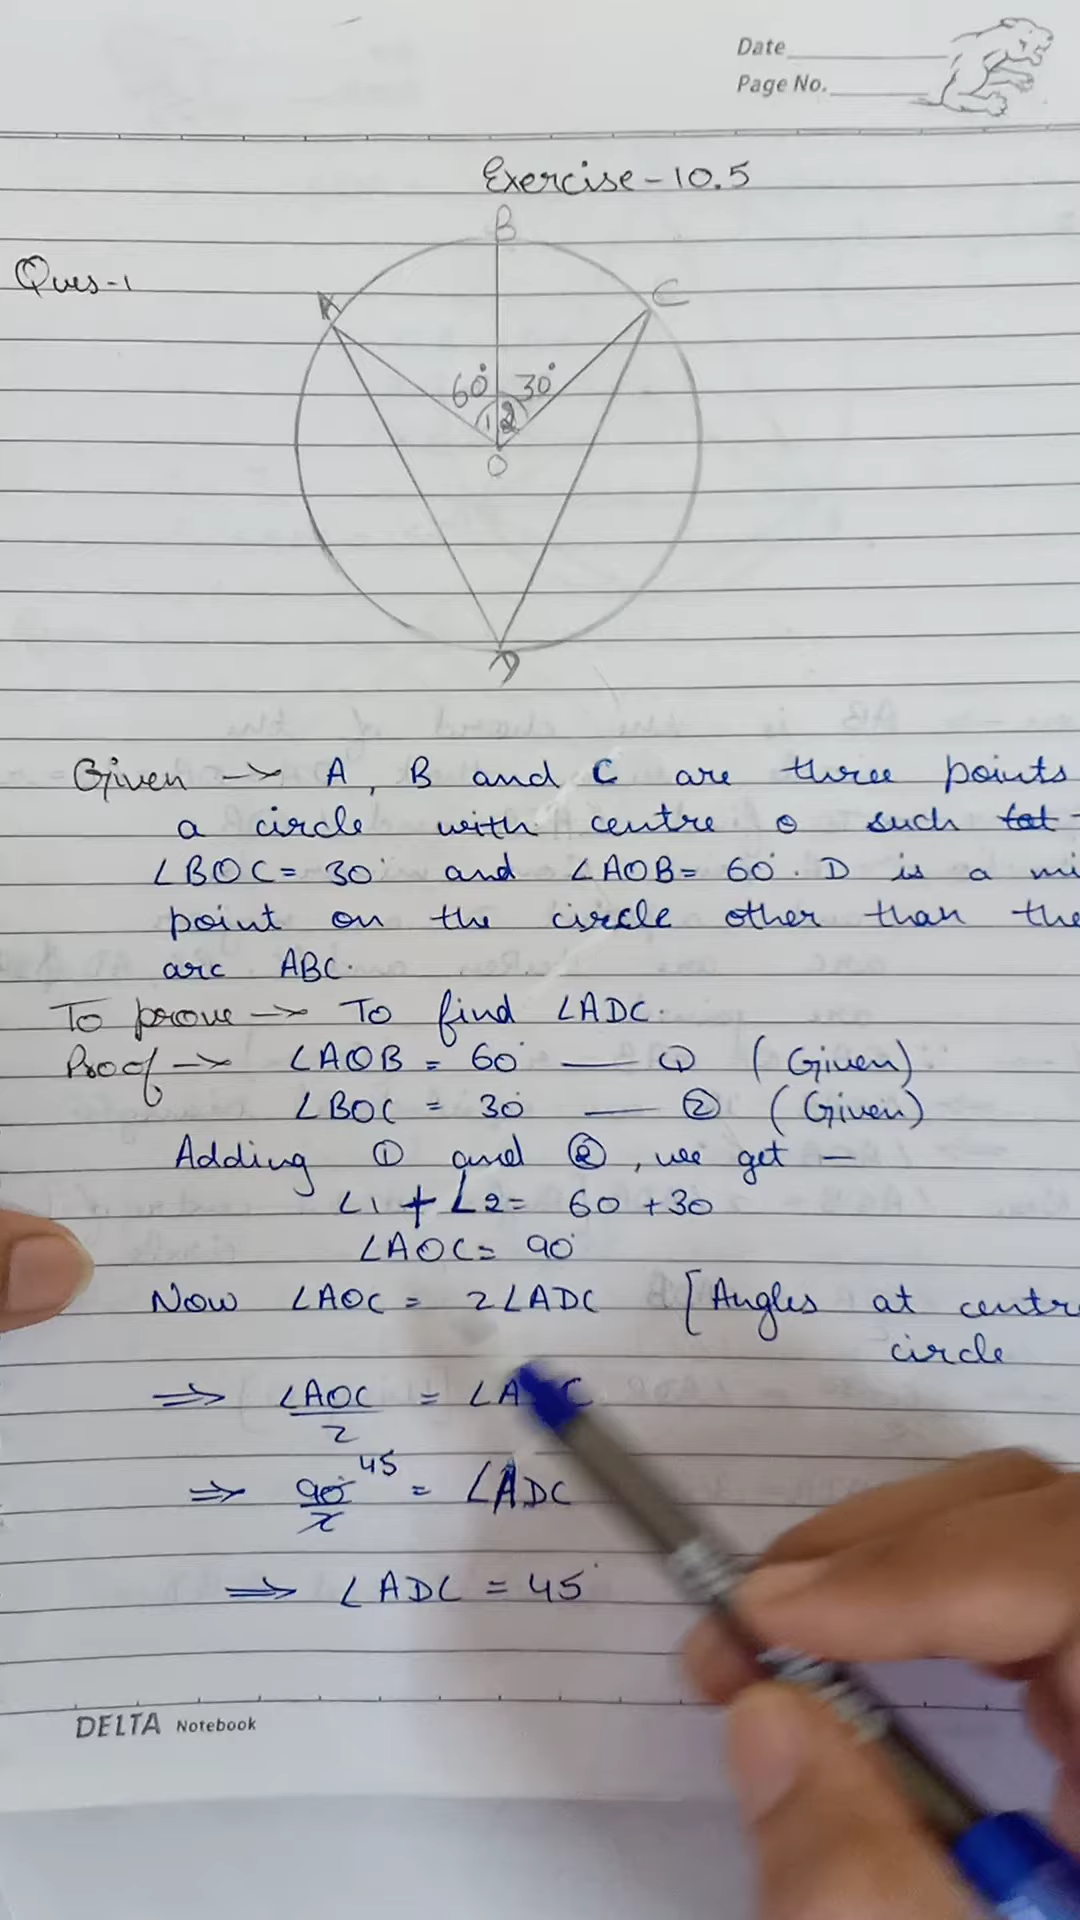 Date
Page No.
Exercise-10.5
Ques-1
B
A
C
60° 30°
1 2
O
D
Given → A, B and C are three points
a circle with centre O such
∠BOC = 30° and ∠AOB = 60°. D is a
point on the circle other than the
arc ABC.
To prove → To find ∠ADC.
Proof → ∠AOB = 60° — ① (Given)
∠BOC = 30° — ② (Given)
Adding ① and ②, we get —
∠1 + ∠2 = 60 + 30
∠AOC = 90°
Now ∠AOC = 2∠ADC [Angles at
circle
⇒ ∠AOC/2 =
⇒ 90°/2 45 = ∠ADC
⇒ ∠ADC = 45°
DELTA Notebook